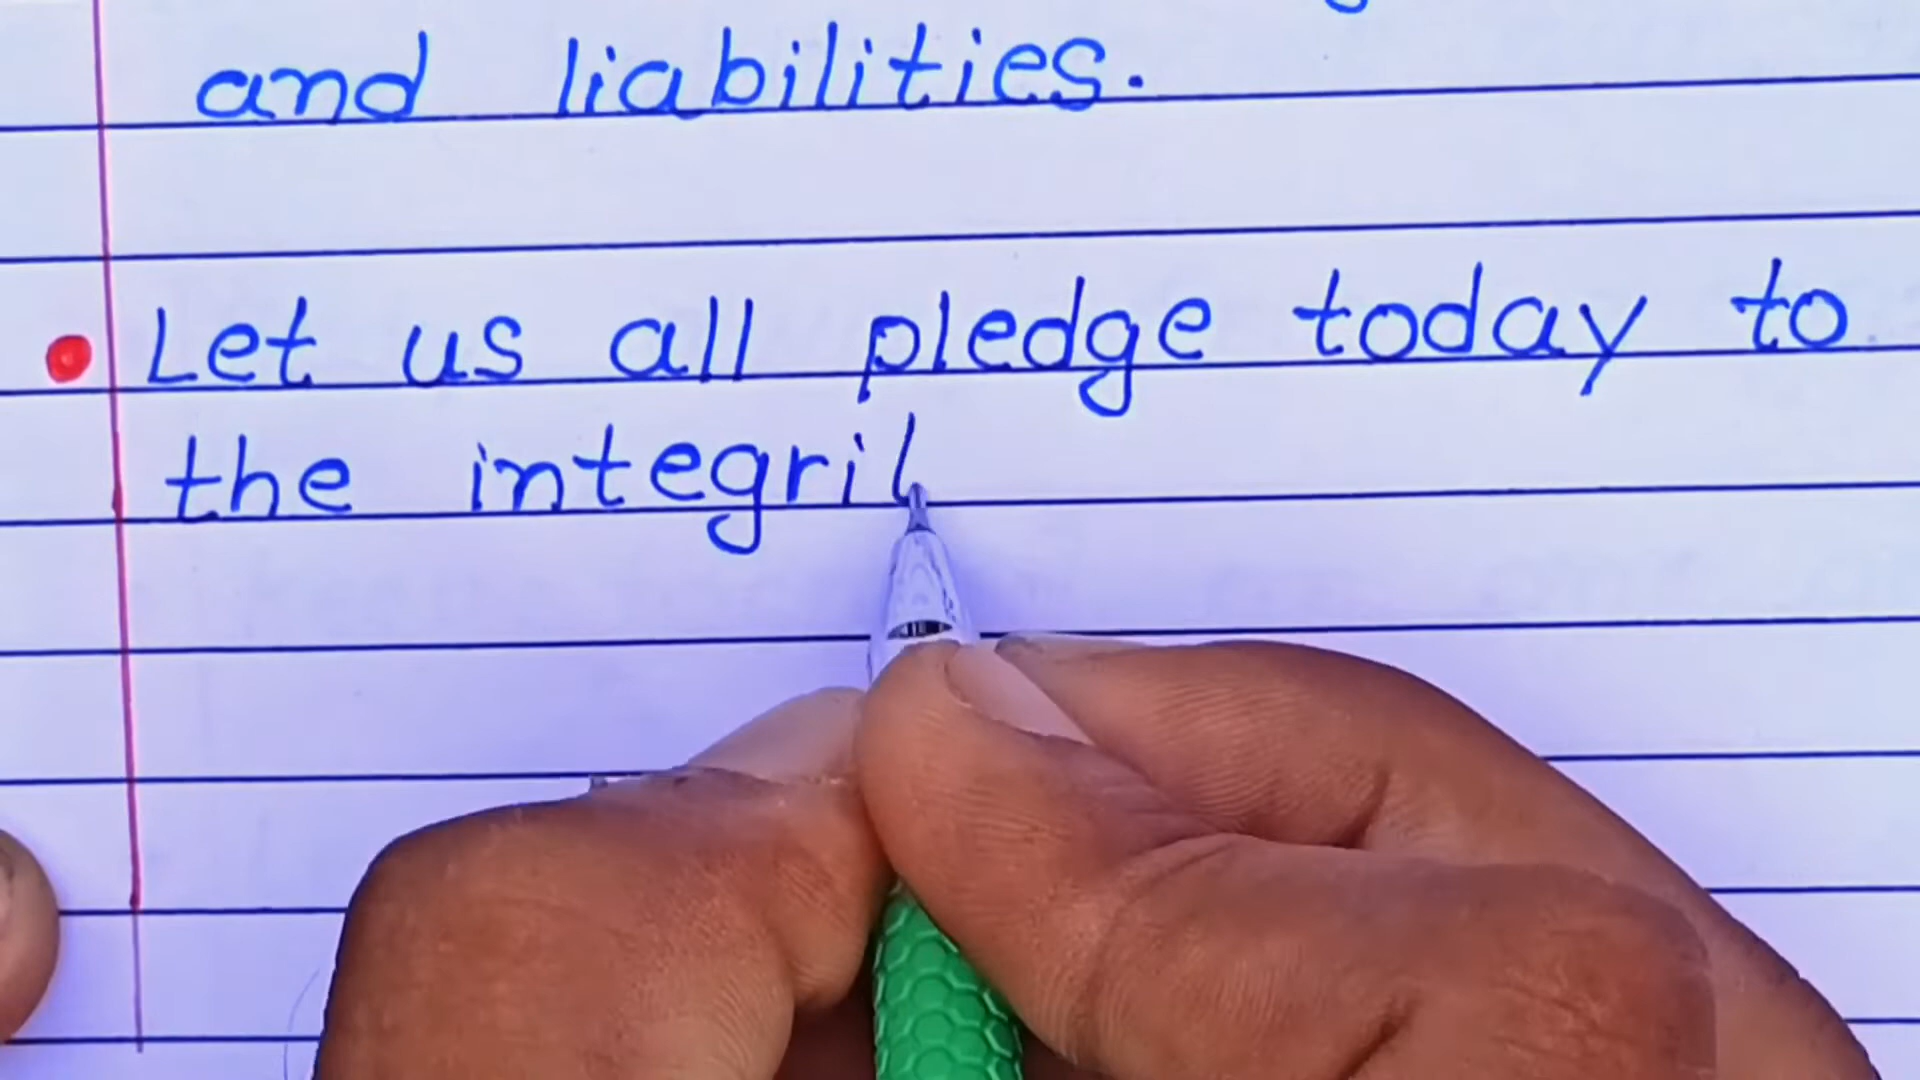 and liabilities.
• Let us all pledge today to
the integril